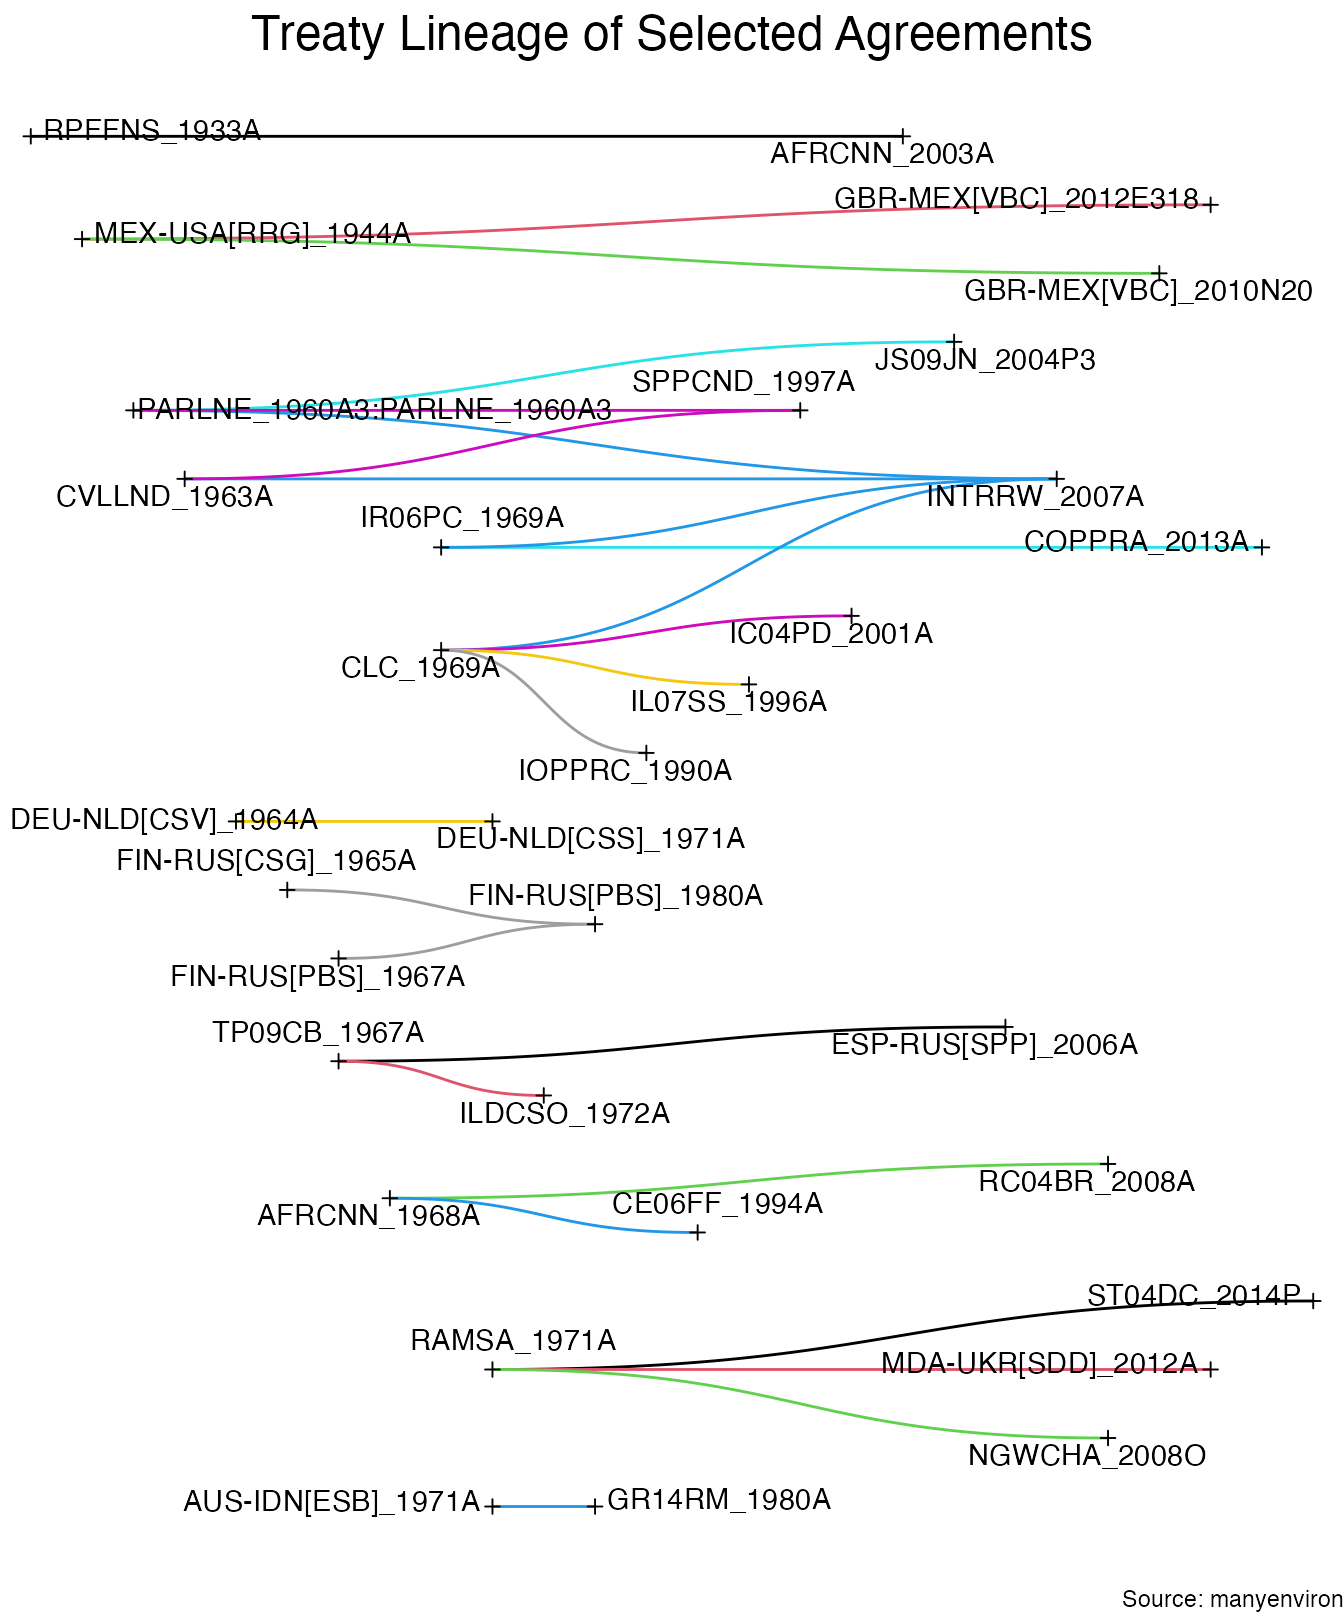 Treaty Lineage of Selected Agreements
RPFFNS_1933A
AFRCNN_2003A
GBR-MEX[VBC]_2012E318
MEX-USA[RRG]_1944A
GBR-MEX[VBC]_2010N20
JS09JN_2004P3
SPPCND_1997A
PARLNE_1960A3:PARLNE_1960A3
CVLLND_1963A
INTRRW_2007A
IR06PC_1969A
COPPRA_2013A
IC04PD_2001A
CLC_1969A
IL07SS_1996A
IOPPRC_1990A
DEU-NLD[CSV]_1964A
DEU-NLD[CSS]_1971A
FIN-RUS[CSG]_1965A
FIN-RUS[PBS]_1980A
FIN-RUS[PBS]_1967A
TP09CB_1967A
ESP-RUS[SPP]_2006A
ILDCSO_1972A
RC04BR_2008A
CE06FF_1994A
AFRCNN_1968A
ST04DC_2014P
RAMSA_1971A
MDA-UKR[SDD]_2012A
NGWCHA_2008O
AUS-IDN[ESB]_1971A
GR14RM_1980A
Source: manyenviron